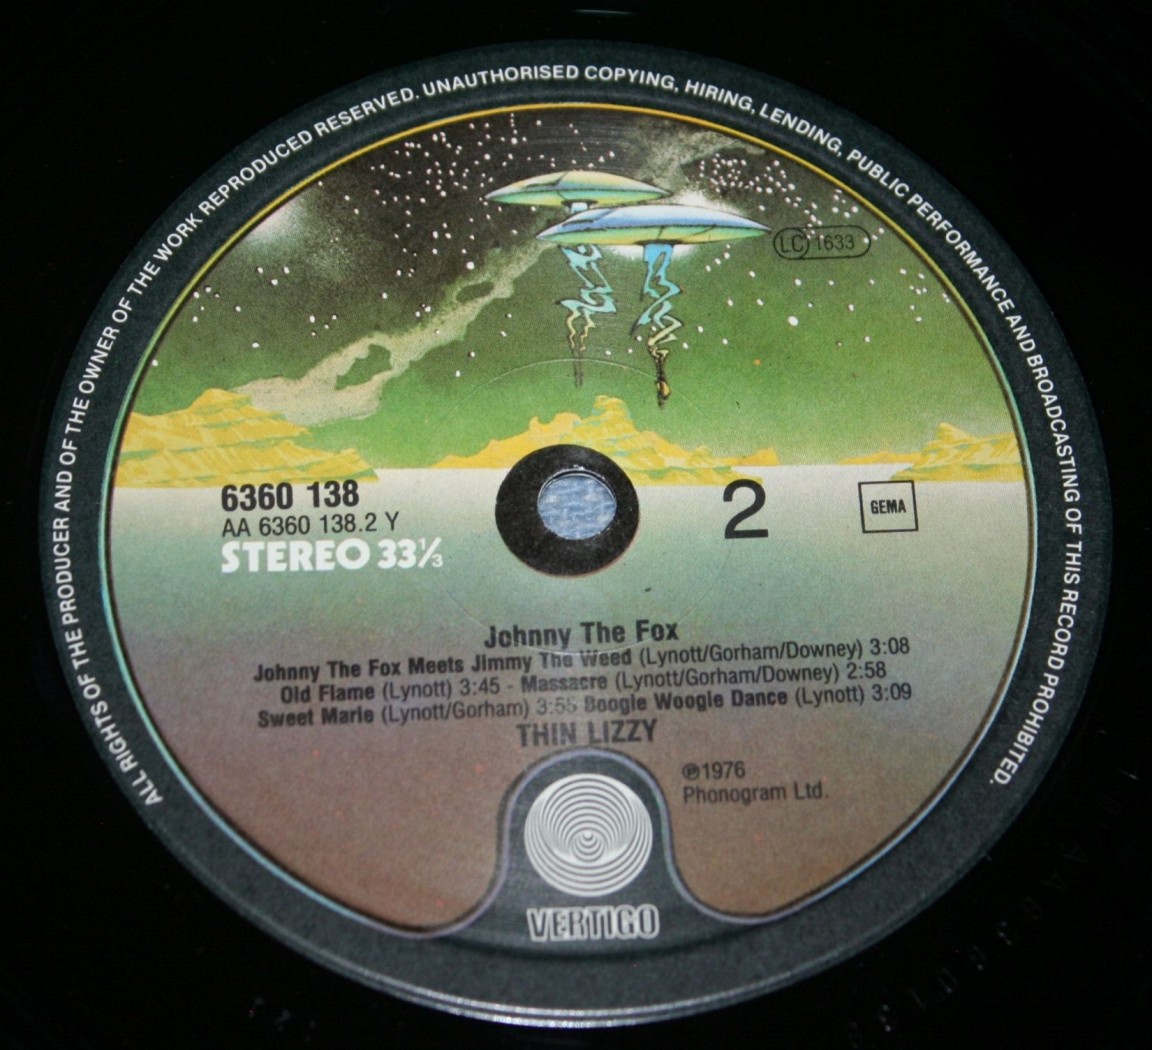 ALL RIGHTS OF THE PRODUCER AND OF THE OWNER OF THE WORK REPRODUCED RESERVED. UNAUTHORISED COPYING, HIRING, LENDING, PUBLIC PERFORMANCE AND BROADCASTING OF THIS RECORD PROHIBITED.
LC 1633
6360 138
AA 6360 138.2 Y
STEREO 33⅓
2
GEMA
Johnny The Fox
Johnny The Fox Meets Jimmy The Weed (Lynott/Gorham/Downey) 3:08
Old Flame (Lynott) 3:45 - Massacre (Lynott/Gorham/Downey) 2:58
Sweet Marie (Lynott/Gorham) 3:55 Boogie Woogie Dance (Lynott) 3:09
THIN LIZZY
℗1976
Phonogram Ltd.
VERTIGO